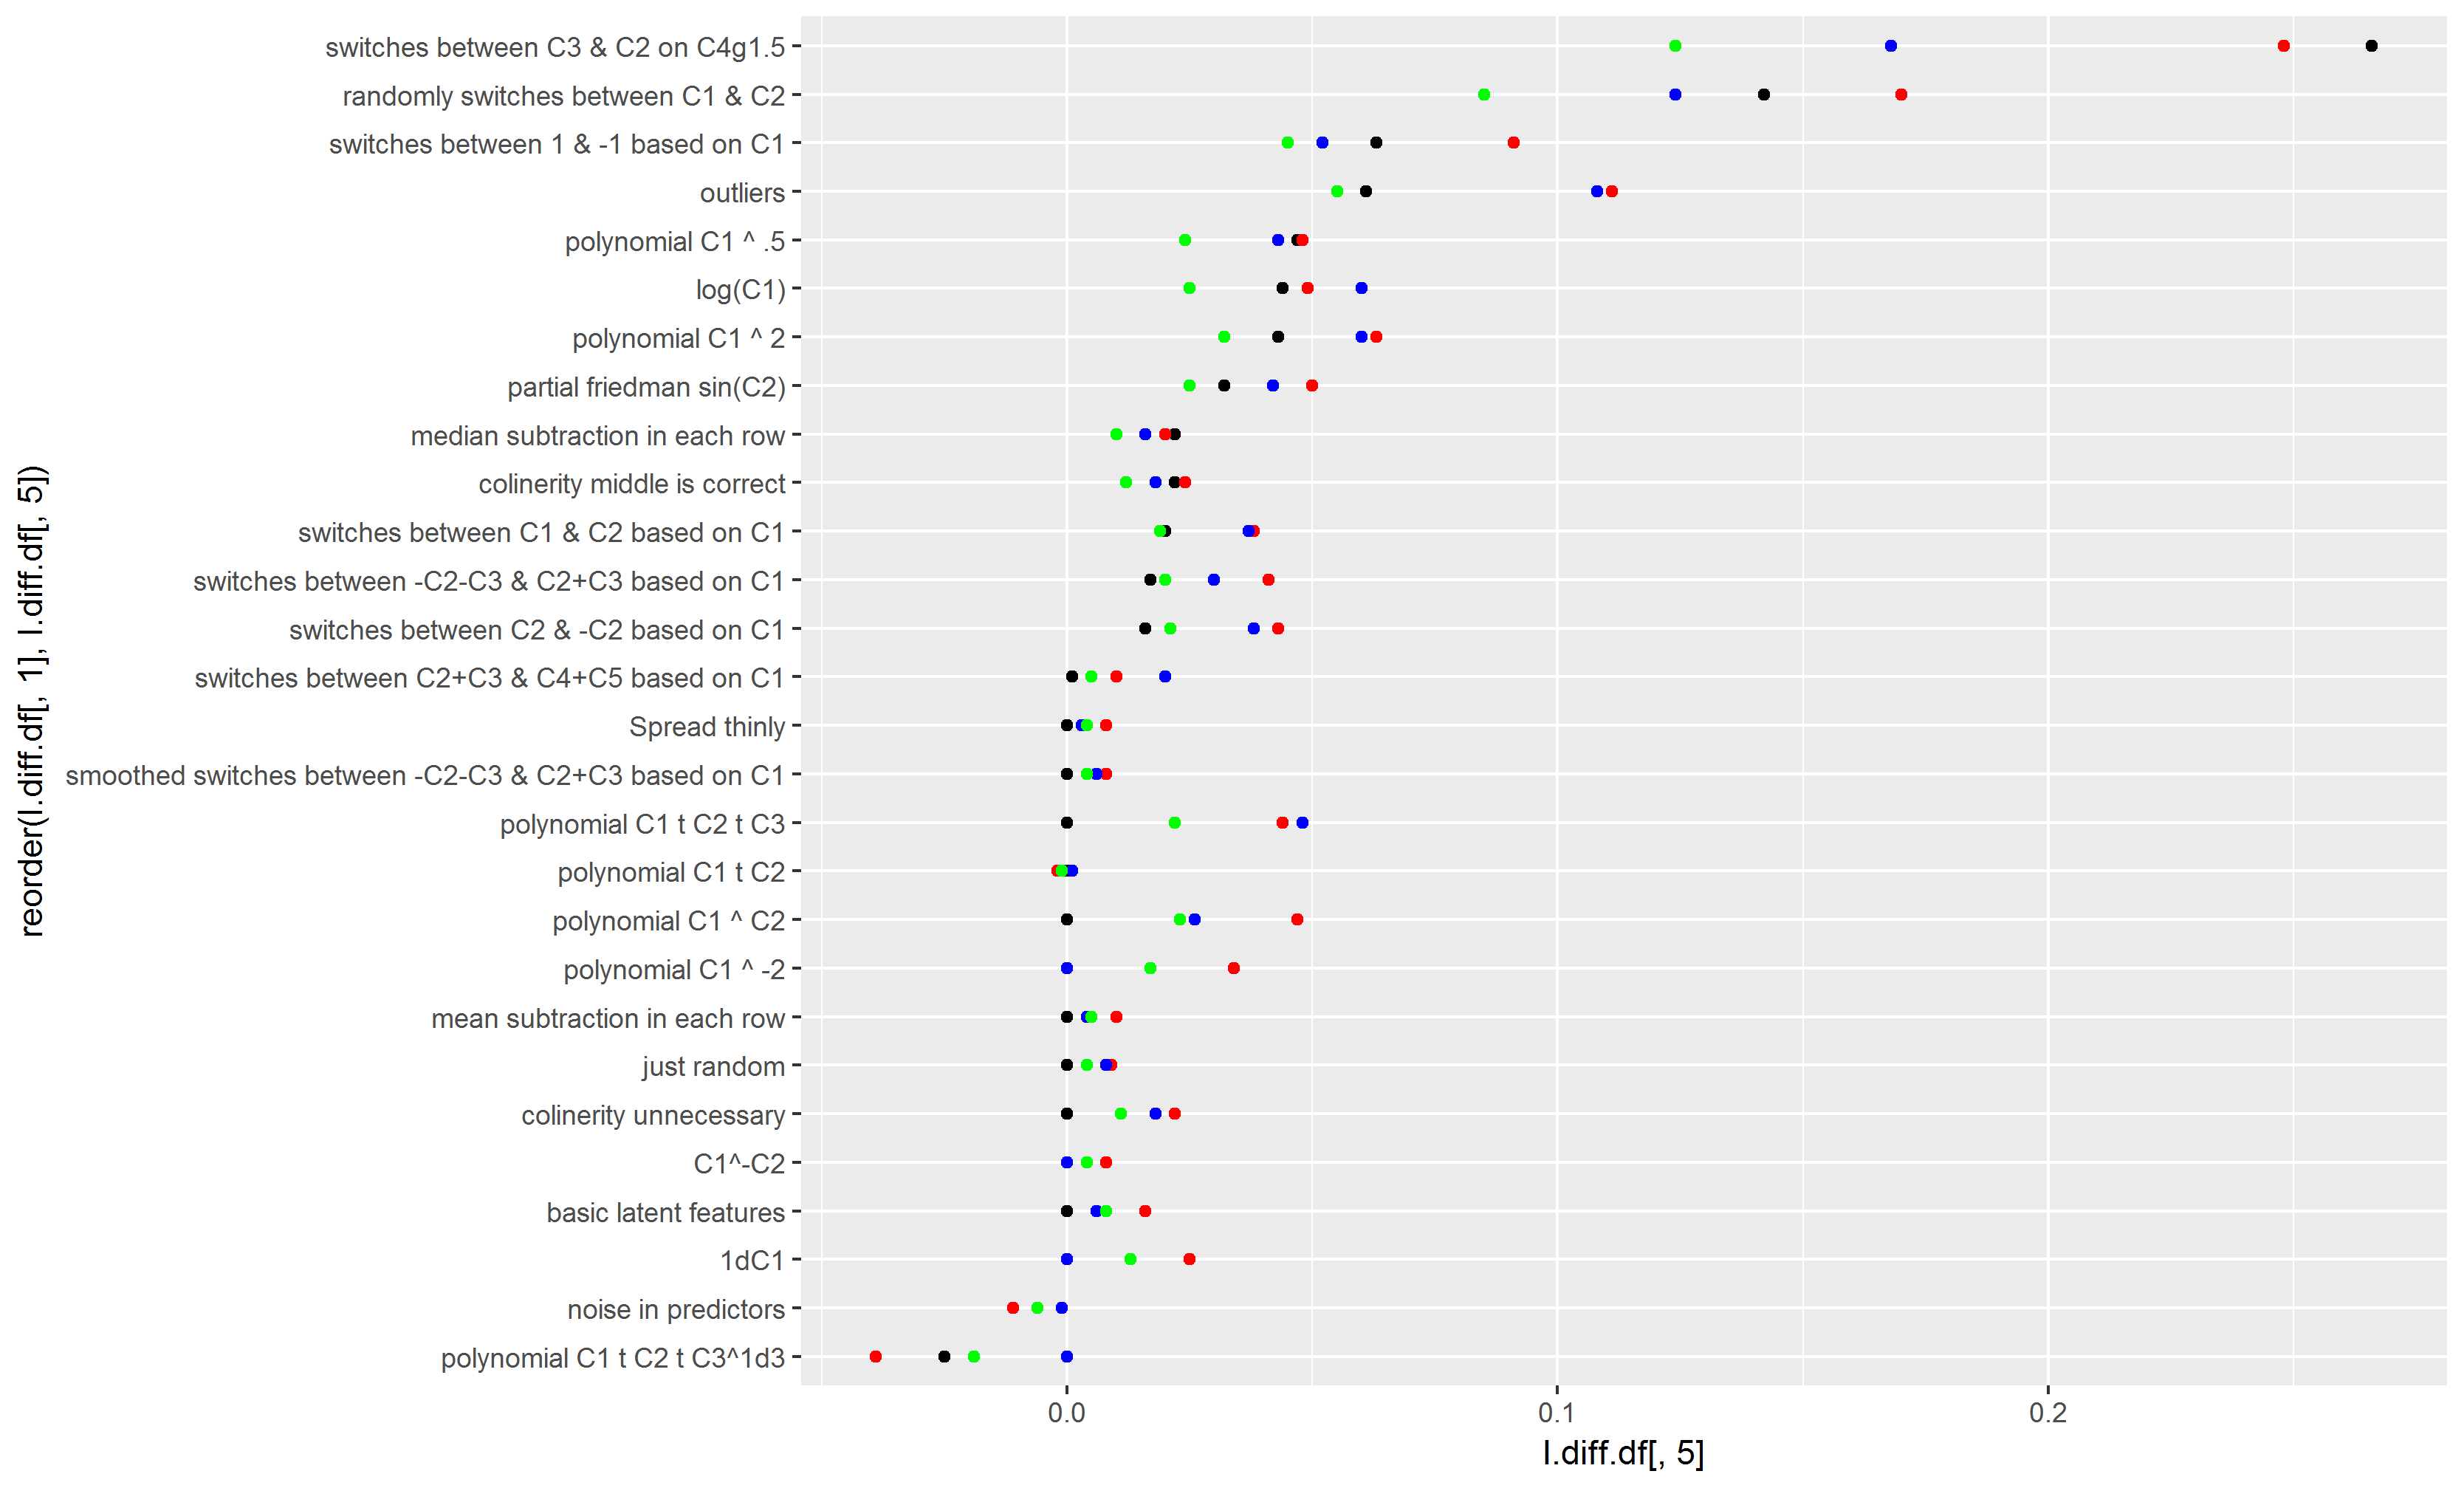 switches between C3 & C2 on C4g1.5
randomly switches between C1 & C2
switches between 1 & -1 based on C1
outliers
polynomial C1 ^ .5
log(C1)
polynomial C1 ^ 2
partial friedman sin(C2)
median subtraction in each row
colinerity middle is correct
switches between C1 & C2 based on C1
switches between -C2-C3 & C2+C3 based on C1
switches between C2 & -C2 based on C1
switches between C2+C3 & C4+C5 based on C1
Spread thinly
smoothed switches between -C2-C3 & C2+C3 based on C1
polynomial C1 t C2 t C3
polynomial C1 t C2
polynomial C1 ^ C2
polynomial C1 ^ -2
mean subtraction in each row
just random
colinerity unnecessary
C1^-C2
basic latent features
1dC1
noise in predictors
polynomial C1 t C2 t C3^1d3
reorder(l.diff.df[, 1], l.diff.df[, 5])
0.0 0.1 0.2
l.diff.df[, 5]